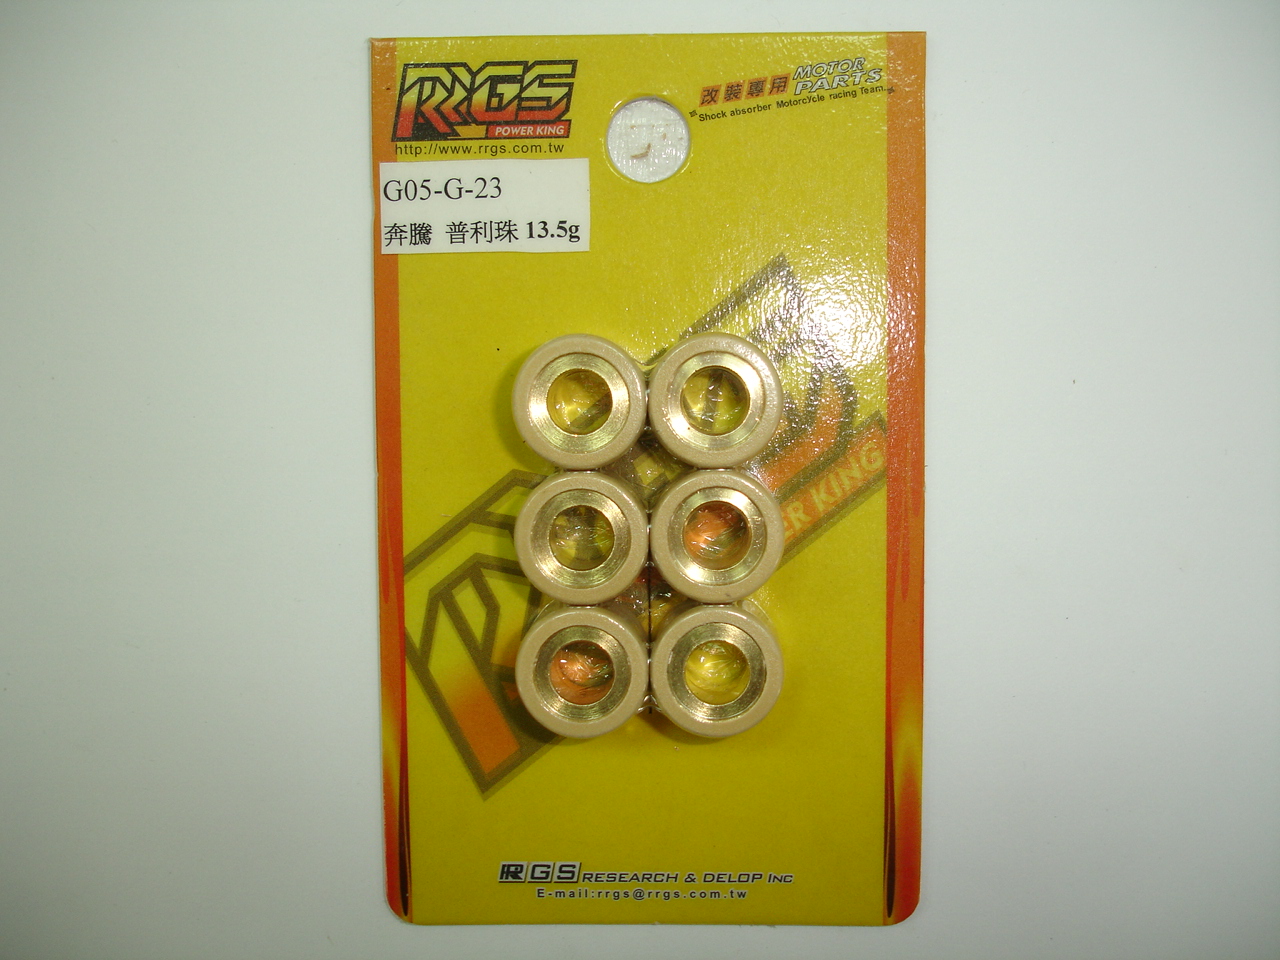 RRGS
POWER KING
http://www.rrgs.com.tw
改裝專用 MOTOR PARTS
Shock absorber Motorcycle racing Team
G05-G-23
奔騰 普利珠 13.5g
ER KING
RRGS RESEARCH & DELOP INC
E-mail:rrgs@rrgs.com.tw